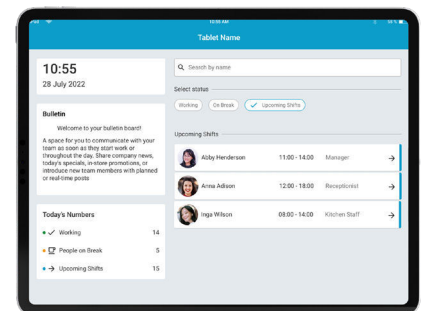 10:55 AM
Tablet Name
10:55
28 July 2022
Bulletin
Welcome to your bulletin board!
A space for you to communicate with your
team as soon as they start work or
throughout the day. Share company news,
today's specials, in-store promotions, or
introduce new team members with planned
or real-time posts
Today's Numbers
Working 14
People on Break 5
Upcoming Shifts 15
Search by name
Select status
Working On Break Upcoming Shifts
Upcoming Shifts
Abby Henderson 11:00 - 14:00 Manager
Anna Adison 12:00 - 18:00 Receptionist
Inga Wilson 08:00 - 14:00 Kitchen Staff